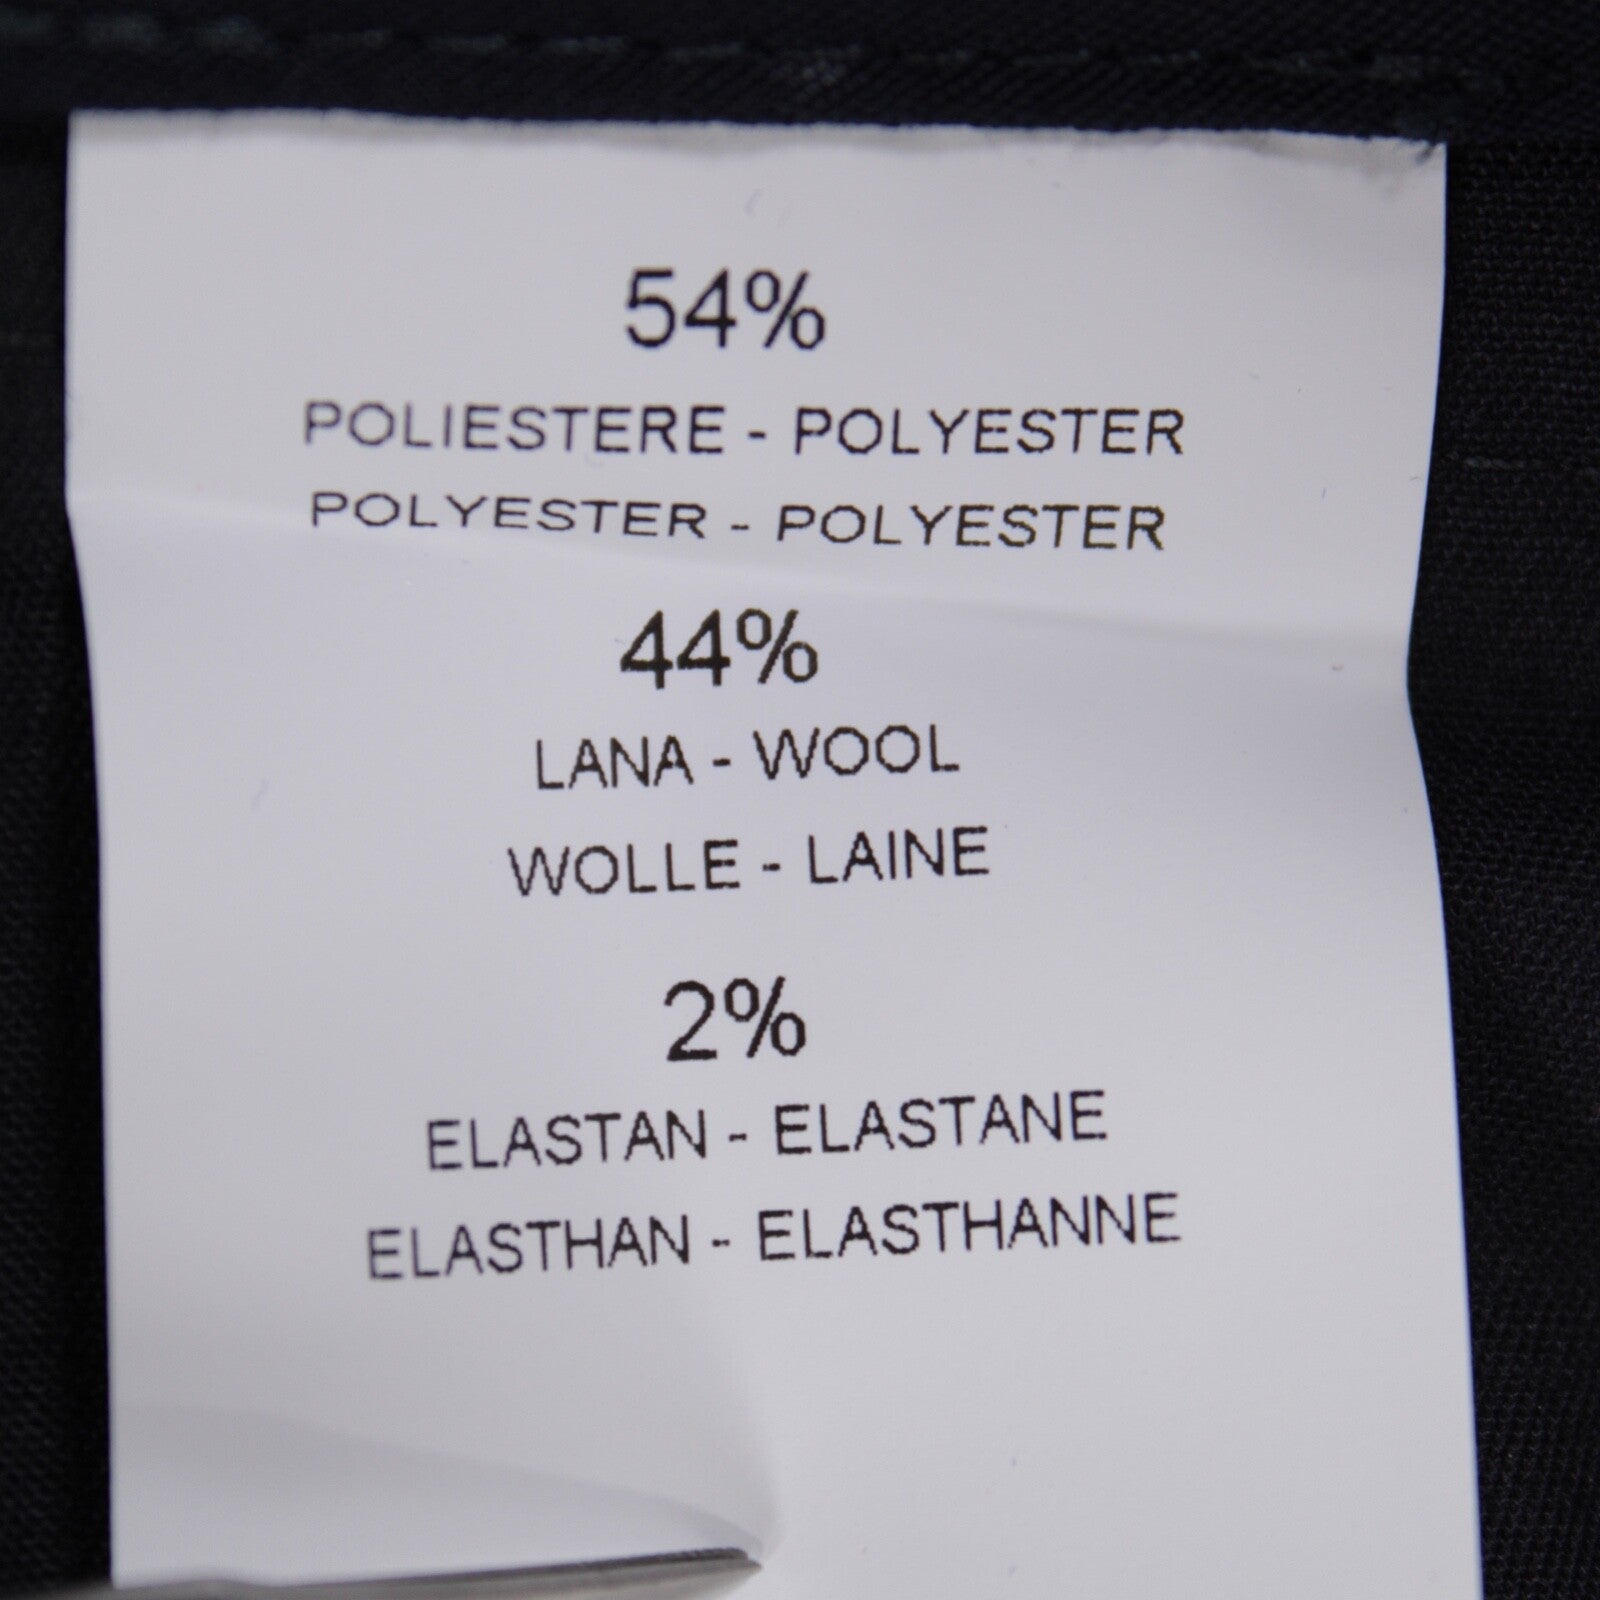 54%
POLIESTERE - POLYESTER
POLYESTER - POLYESTER
44%
LANA - WOOL
WOLLE - LAINE
2%
ELASTAN - ELASTANE
ELASTHAN - ELASTHANNE